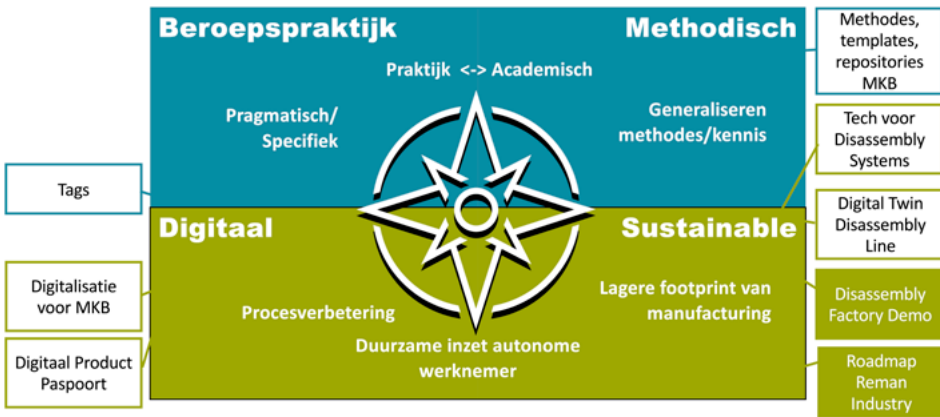 Beroepspraktijk
Methodisch
Praktijk <-> Academisch
Pragmatisch/
Specifiek
Generaliseren
methodes/kennis
Digitaal
Sustainable
Procesverbetering
Lagere footprint van
manufacturing
Duurzame inzet autonome
werknemer
Tags
Digitalisatie
voor MKB
Digitaal Product
Paspoort
Methodes,
templates,
repositories
MKB
Tech voor
Disassembly
Systems
Digital Twin
Disassembly
Line
Disassembly
Factory Demo
Roadmap
Reman
Industry